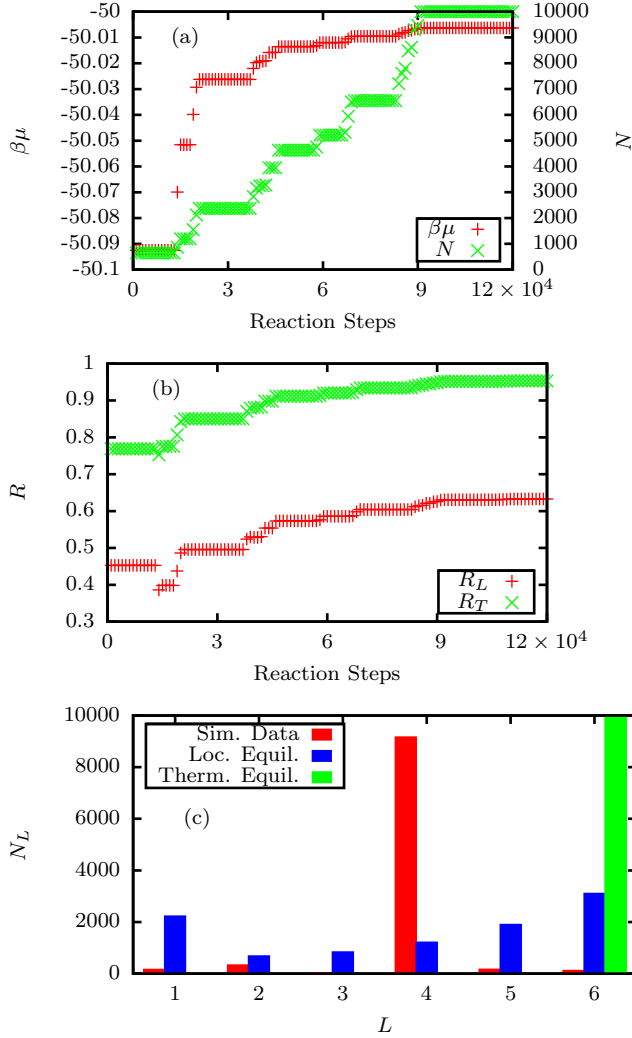 -50
-50.01
-50.02
-50.03
-50.04
-50.05
-50.06
-50.07
-50.08
-50.09
-50.1
βμ
(a)
10000
9000
8000
7000
6000
5000
4000
3000
2000
1000
0
N
βμ
N
0 3 6 9 12 × 10⁴
Reaction Steps
1
0.9
0.8
0.7
0.6
0.5
0.4
0.3
R
(b)
R_L
R_T
0 3 6 9 12 × 10⁴
Reaction Steps
10000
8000
6000
4000
2000
0
N_L
Sim. Data
Loc. Equil.
Therm. Equil.
(c)
1 2 3 4 5 6
L